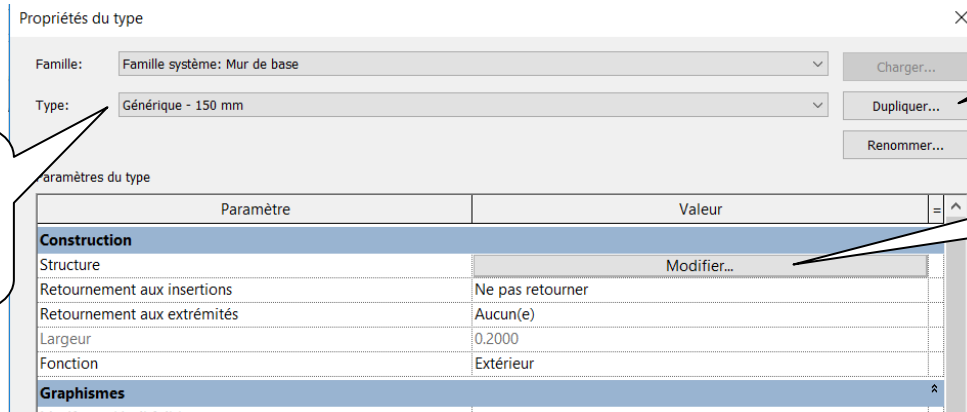 Propriétés du type
Famille: Famille système: Mur de base Charger...
Type: Générique - 150 mm Dupliquer...
Renommer...
Paramètres du type
Paramètre Valeur =
Construction
Structure Modifier...
Retournement aux insertions Ne pas retourner
Retournement aux extrémités Aucun(e)
Largeur 0.2000
Fonction Extérieur
Graphismes